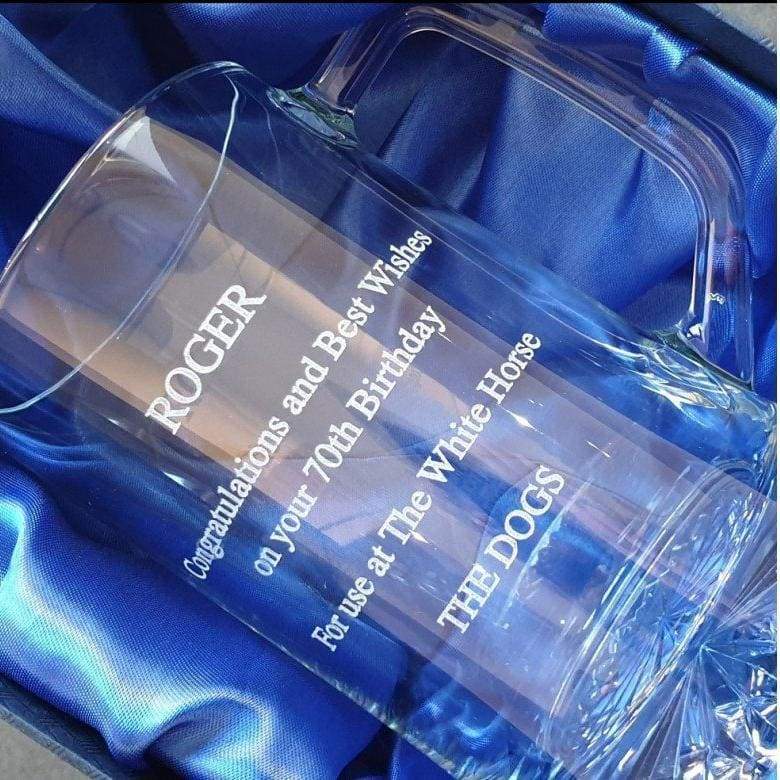 ROGER
Congratulations and Best Wishes
on your 70th Birthday
For use at The White Horse
THE DOGS